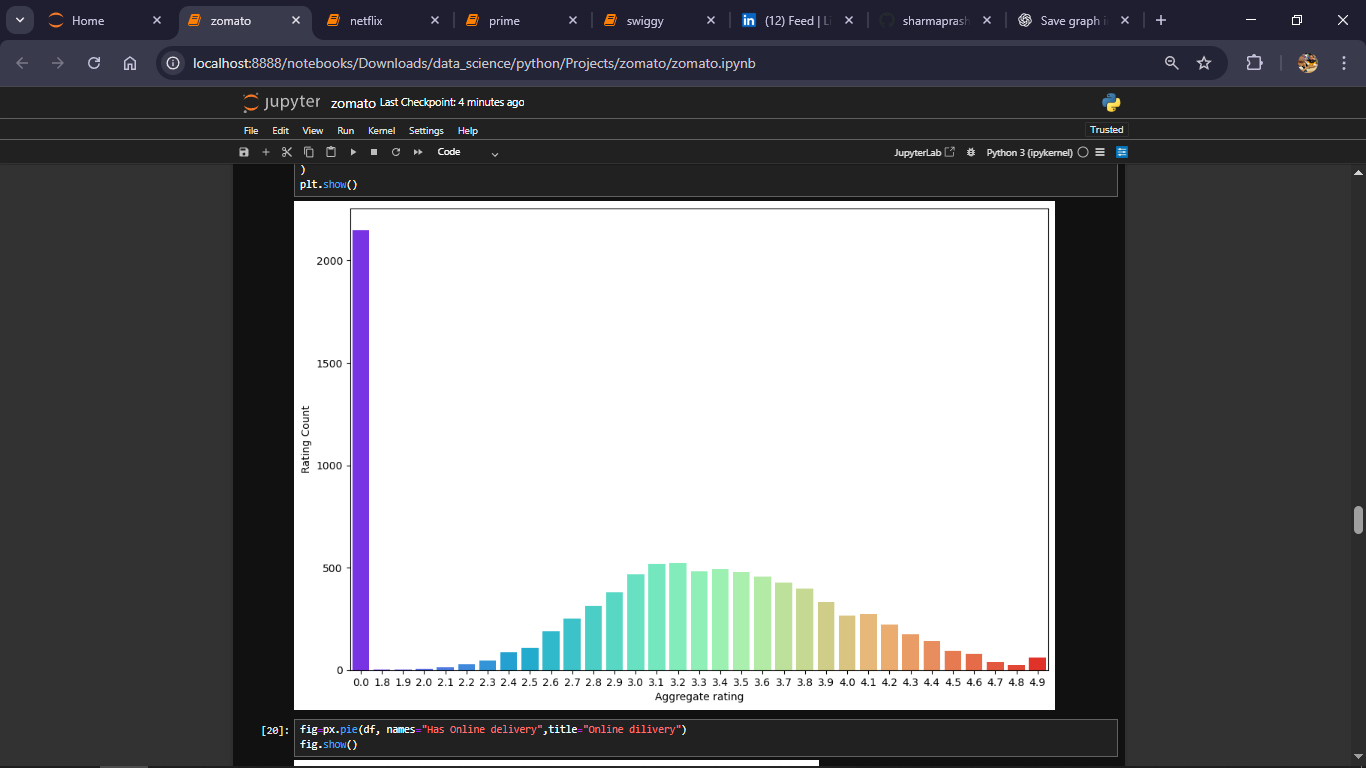 Home
zomato
netflix
prime
swiggy
(12) Feed | Li
sharmaprash
Save graph i
localhost:8888/notebooks/Downloads/data_science/python/Projects/zomato/zomato.ipynb
jupyter zomato Last Checkpoint: 4 minutes ago
File Edit View Run Kernel Settings Help
Trusted
Code
JupyterLab
Python 3 (ipykernel)
)
plt.show()
2000
1500
1000
500
0
Rating Count
0.0 1.8 1.9 2.0 2.1 2.2 2.3 2.4 2.5 2.6 2.7 2.8 2.9 3.0 3.1 3.2 3.3 3.4 3.5 3.6 3.7 3.8 3.9 4.0 4.1 4.2 4.3 4.4 4.5 4.6 4.7 4.8 4.9
Aggregate rating
[20]:
fig=px.pie(df, names="Has Online delivery",title="Online dilivery")
fig.show()